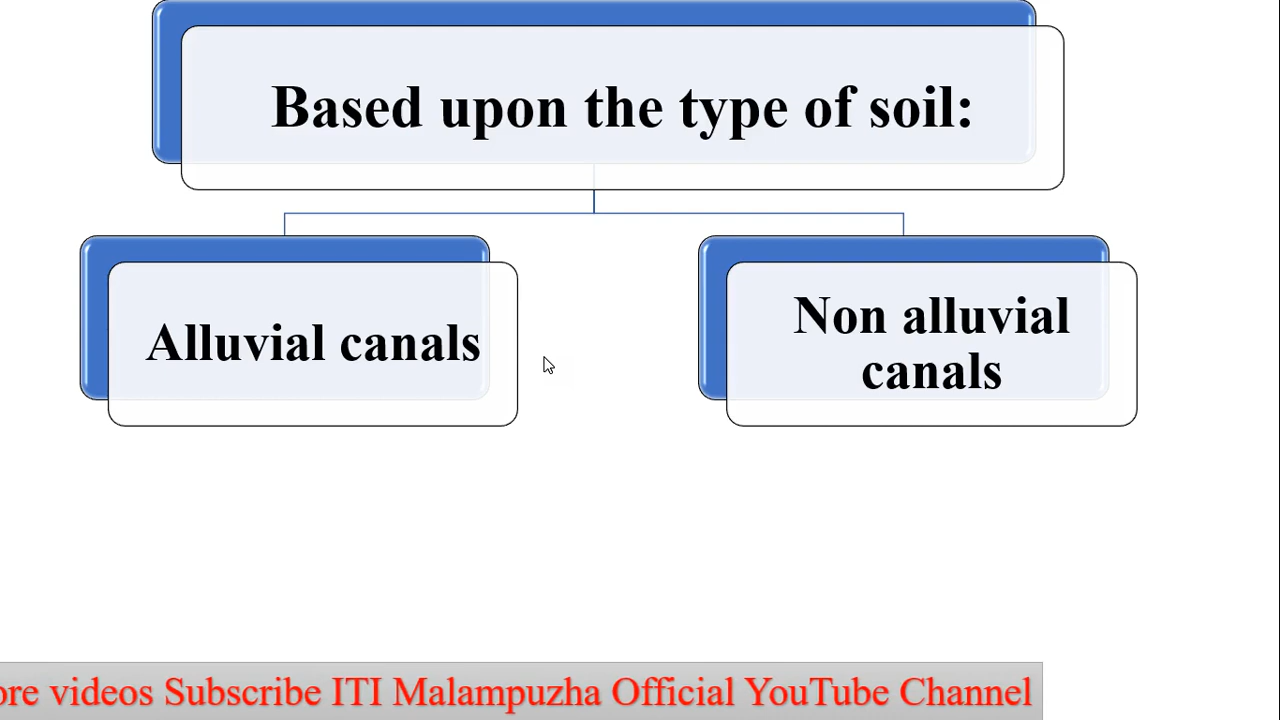 Based upon the type of soil:
Alluvial canals
Non alluvial
canals
videos Subscribe ITI Malampuzha Official YouTube Channel